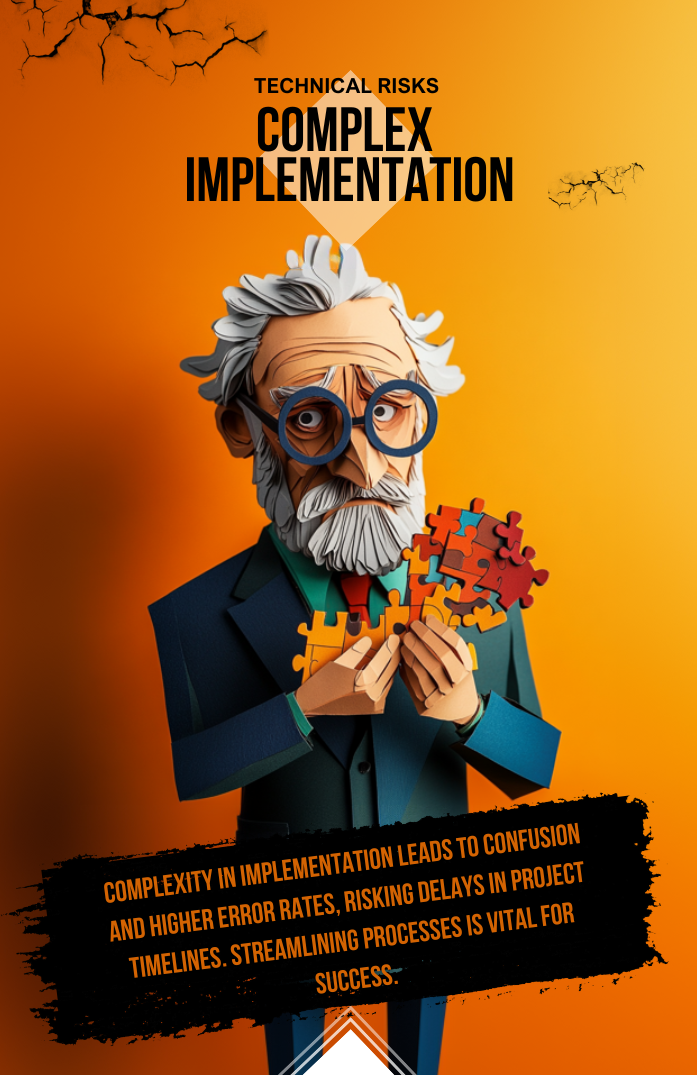 TECHNICAL RISKS
COMPLEX
IMPLEMENTATION
COMPLEXITY IN IMPLEMENTATION LEADS TO CONFUSION
AND HIGHER ERROR RATES, RISKING DELAYS IN PROJECT
TIMELINES. STREAMLINING PROCESSES IS VITAL FOR
SUCCESS.